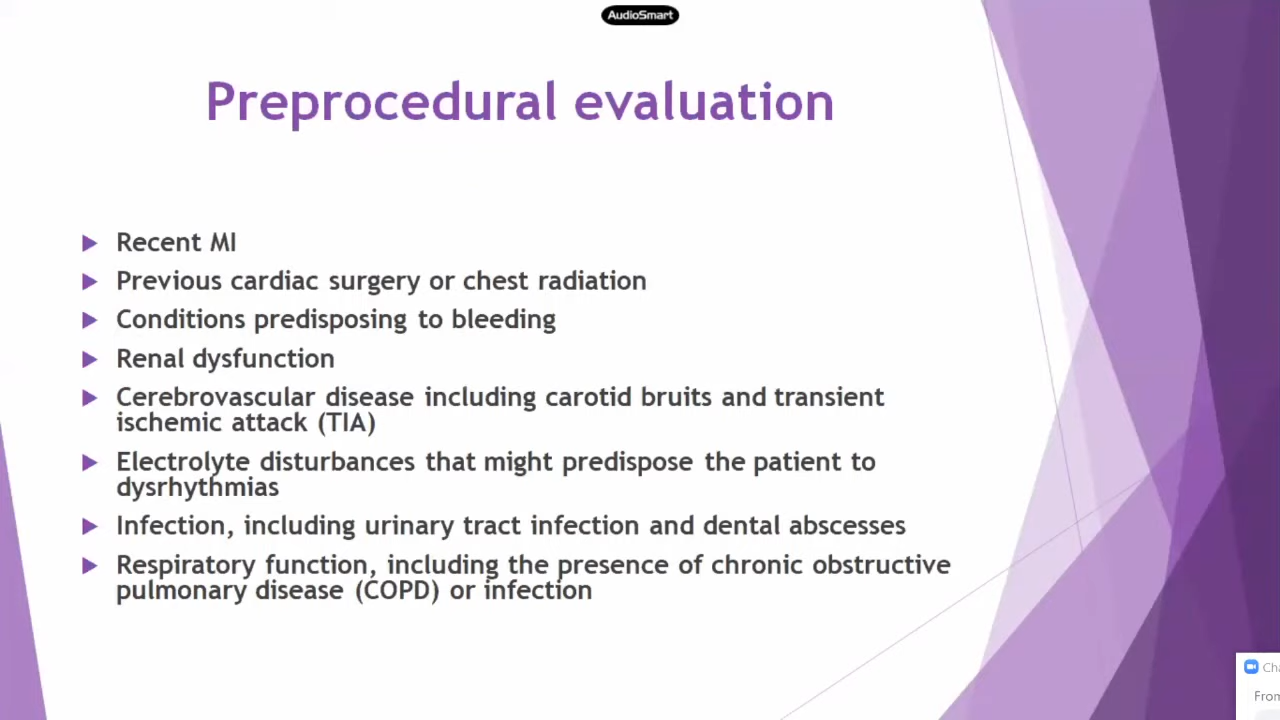 AudioSmart
Preprocedural evaluation
Recent MI
Previous cardiac surgery or chest radiation
Conditions predisposing to bleeding
Renal dysfunction
Cerebrovascular disease including carotid bruits and transient
ischemic attack (TIA)
Electrolyte disturbances that might predispose the patient to
dysrhythmias
Infection, including urinary tract infection and dental abscesses
Respiratory function, including the presence of chronic obstructive
pulmonary disease (COPD) or infection